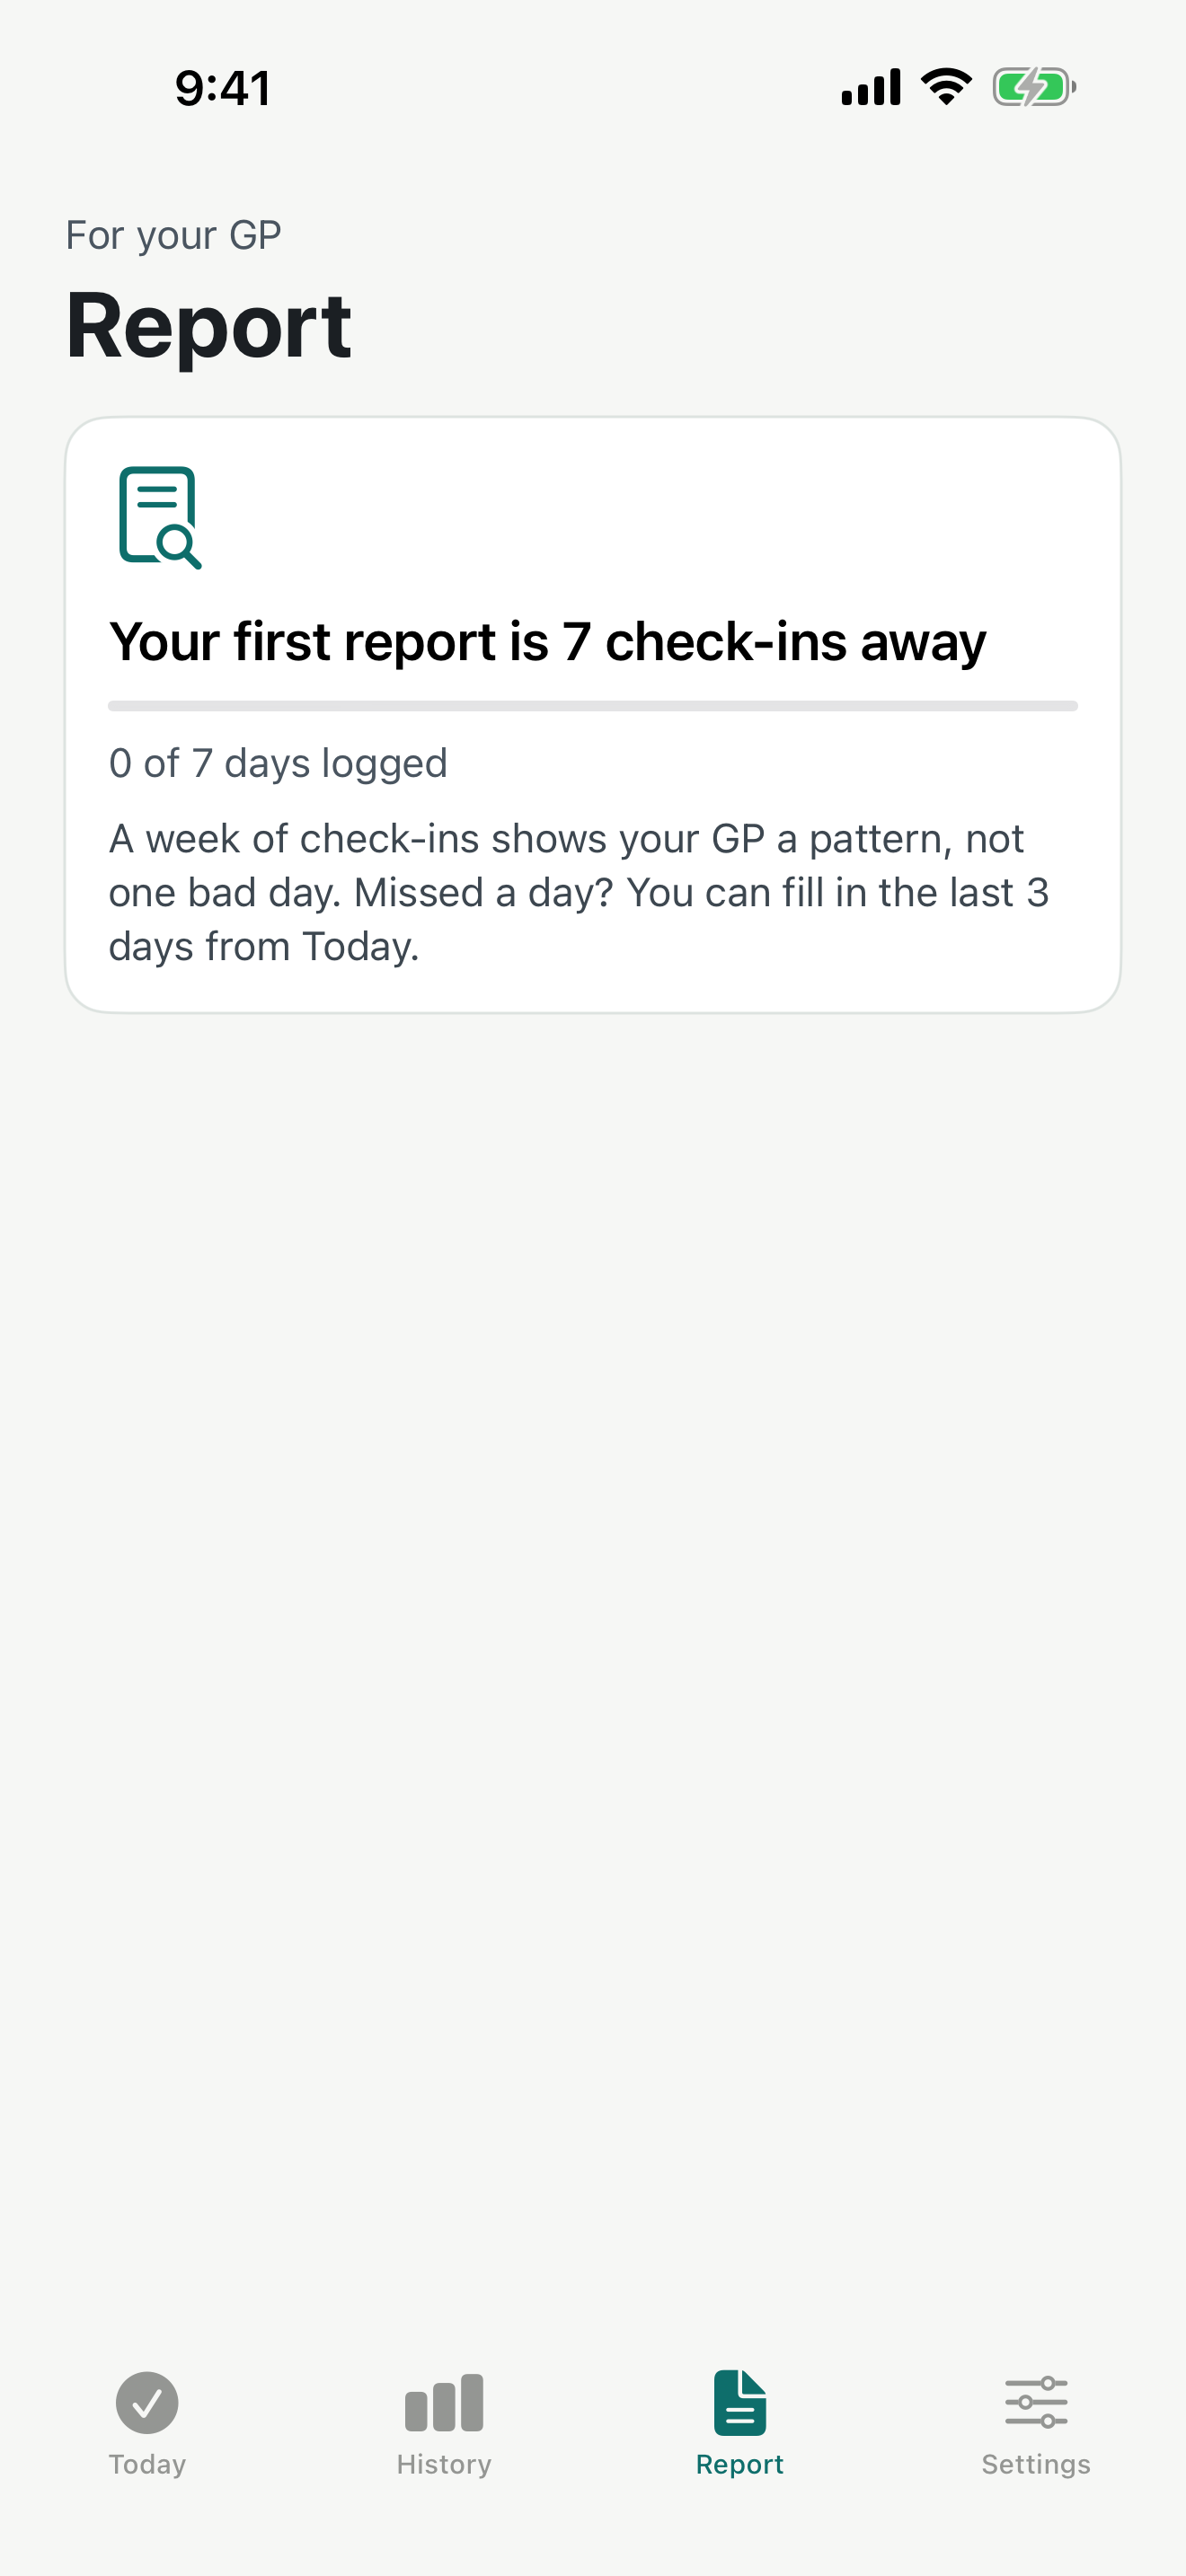 9:41
For your GP
Report
Your first report is 7 check-ins away
0 of 7 days logged
A week of check-ins shows your GP a pattern, not
one bad day. Missed a day? You can fill in the last 3
days from Today.
Today
History
Report
Settings